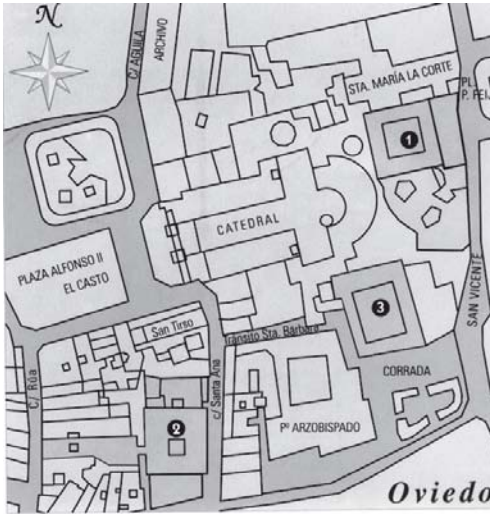 N
C/ AGUILA
ARCHIVO
STA. MARÍA LA CORTE
PL.
P. FEIJ
1
CATEDRAL
PLAZA ALFONSO II
EL CASTO
SAN VICENTE
3
San Tirso
Tránsito Sta. Bárbara
C/ Rúa
c/ Santa Ana
CORRADA
2
Pº ARZOBISPADO
Oviedo